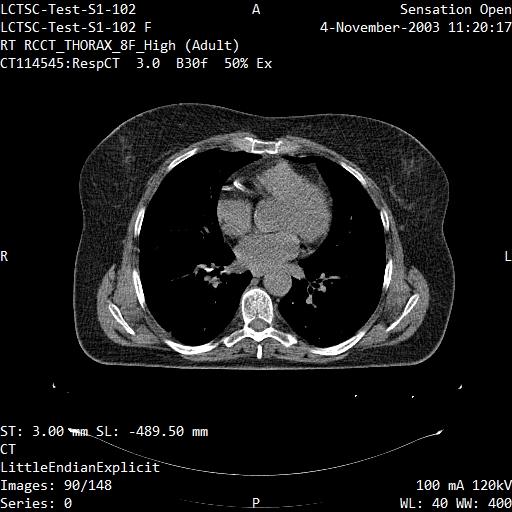 LCTSC-Test-S1-102 A Sensation Open
LCTSC-Test-S1-102 F 4-November-2003 11:20:17
RT RCCT_THORAX_8F_High (Adult)
CT114545:RespCT 3.0 B30f 50% Ex
R L
ST: 3.00 mm SL: -489.50 mm
CT
LittleEndianExplicit
Images: 90/148 100 mA 120kV
Series: 0 P WL: 40 WW: 400